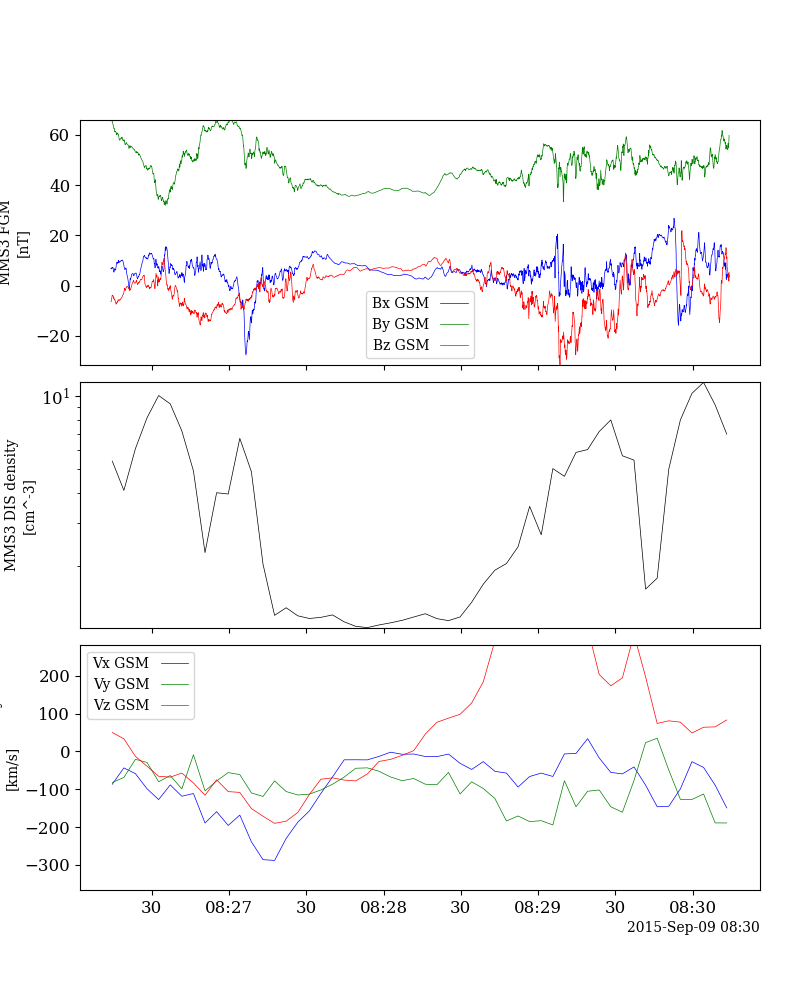 60
40
20
0
−20
MMS3 FGM
[nT]
Bx GSM
By GSM
Bz GSM
10^1
MMS3 DIS density
[cm^-3]
200
100
0
−100
−200
−300
[km/s]
Vx GSM
Vy GSM
Vz GSM
30 08:27 30 08:28 30 08:29 30 08:30
2015-Sep-09 08:30